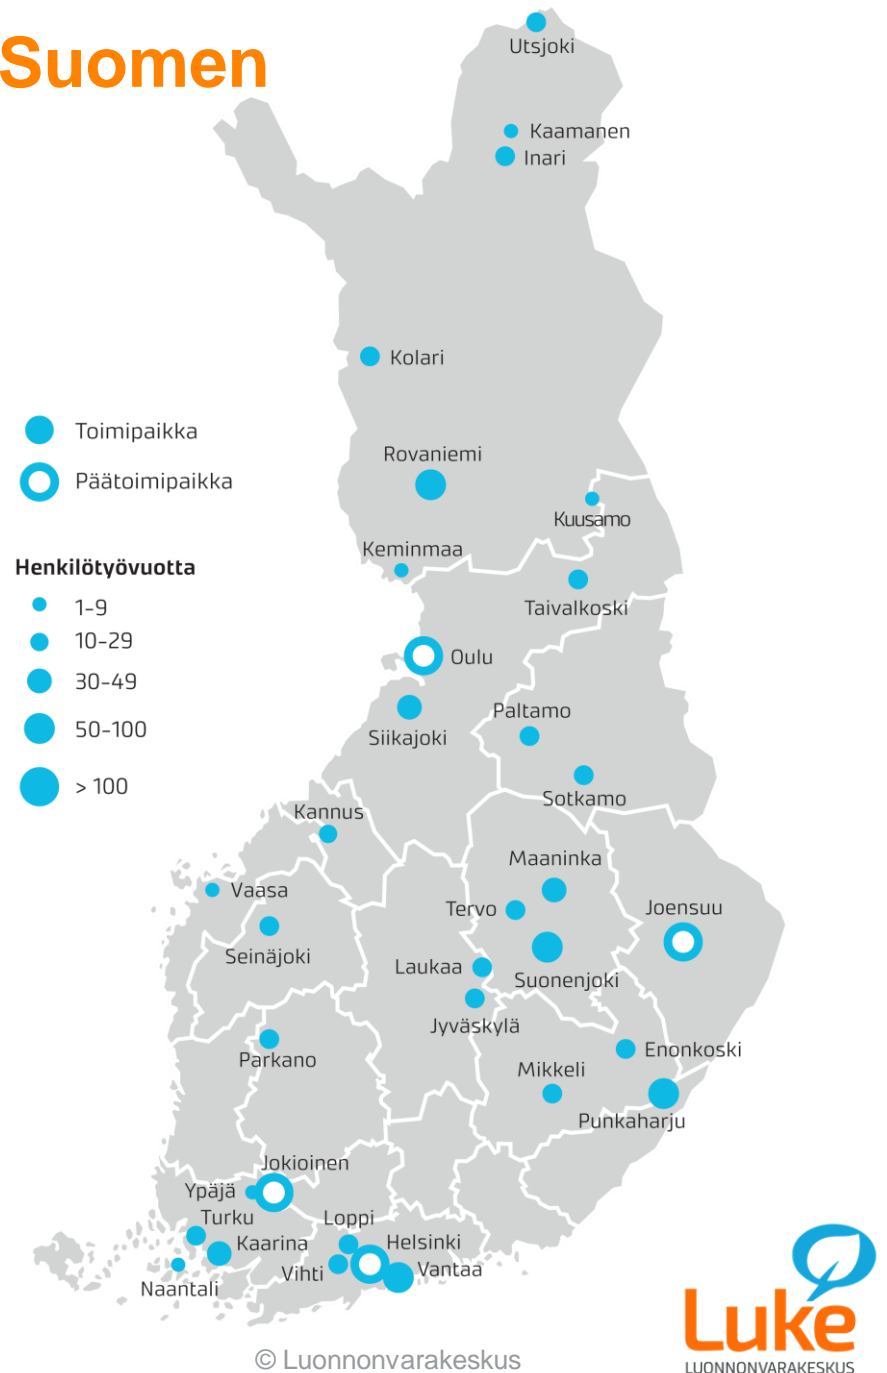 Suomen
Utsjoki
Kaamanen
Inari
Kolari
Toimipaikka
Rovaniemi
Päätoimipaikka
Kuusamo
Keminmaa
Henkilötyövuotta
1-9
10-29
30-49
50-100
> 100
Taivalkoski
Oulu
Paltamo
Siikajoki
Sotkamo
Kannus
Maaninka
Vaasa
Tervo
Joensuu
Seinäjoki
Laukaa
Suonenjoki
Jyväskylä
Enonkoski
Parkano
Mikkeli
Punkaharju
Jokioinen
Ypäjä
Turku
Loppi
Kaarina
Helsinki
Vihti
Vantaa
Naantali
Luke
LUONNONVARAKESKUS
© Luonnonvarakeskus